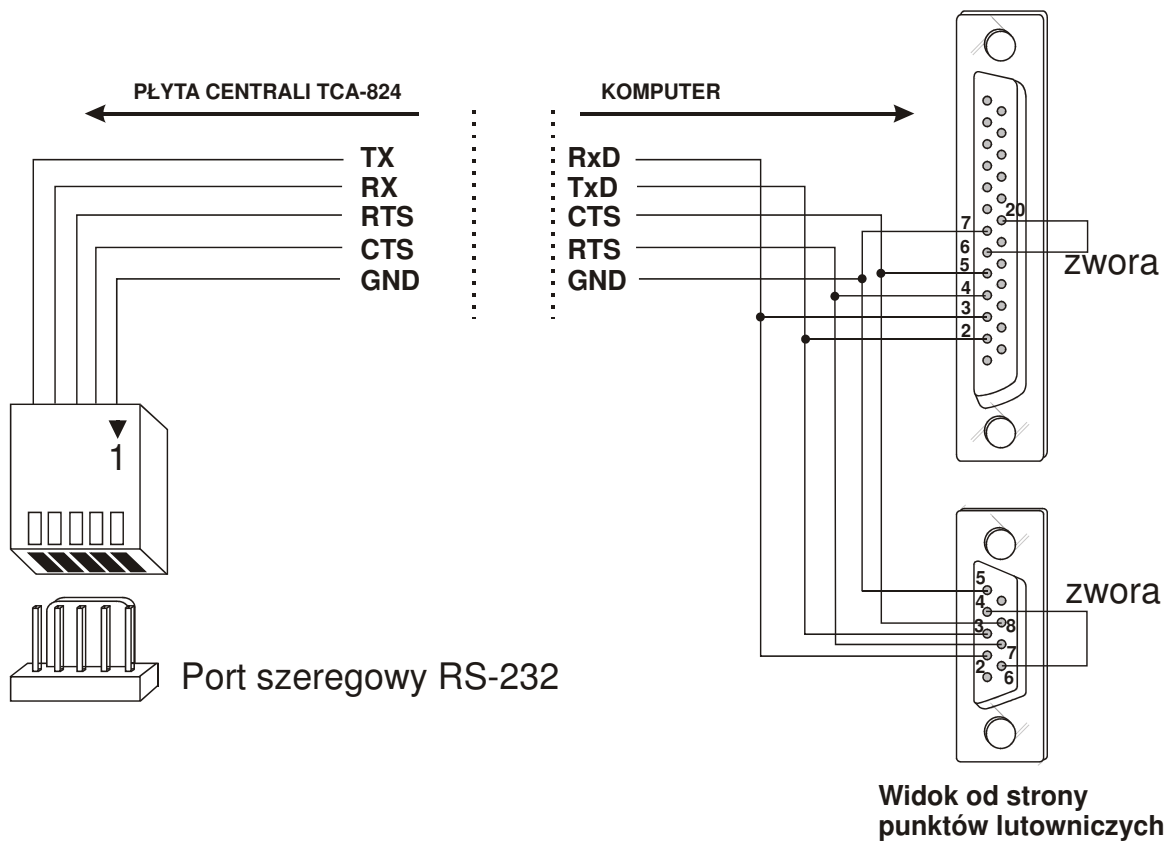 PŁYTA CENTRALI TCA-824
KOMPUTER
TX RxD
RX TxD
RTS CTS
CTS RTS
GND GND
20
7
6
5
4
3
2
zwora
1
5
4
3
8
7
2
6
zwora
Port szeregowy RS-232
Widok od strony
punktów lutowniczych